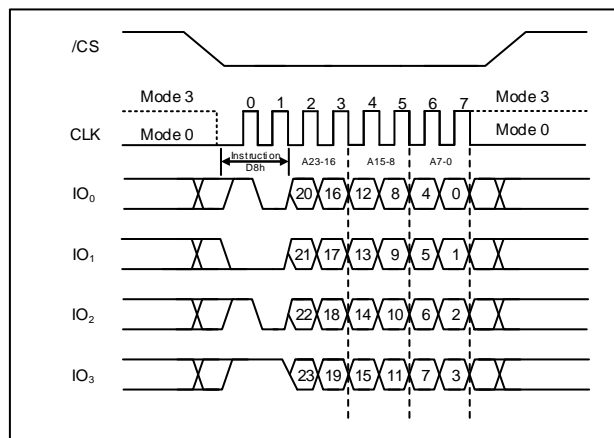 /CS
Mode 3 0 1 2 3 4 5 6 7 Mode 3
CLK Mode 0 Mode 0
Instruction
D8h A23-16 A15-8 A7-0
IO0 20 16 12 8 4 0
IO1 21 17 13 9 5 1
IO2 22 18 14 10 6 2
IO3 23 19 15 11 7 3